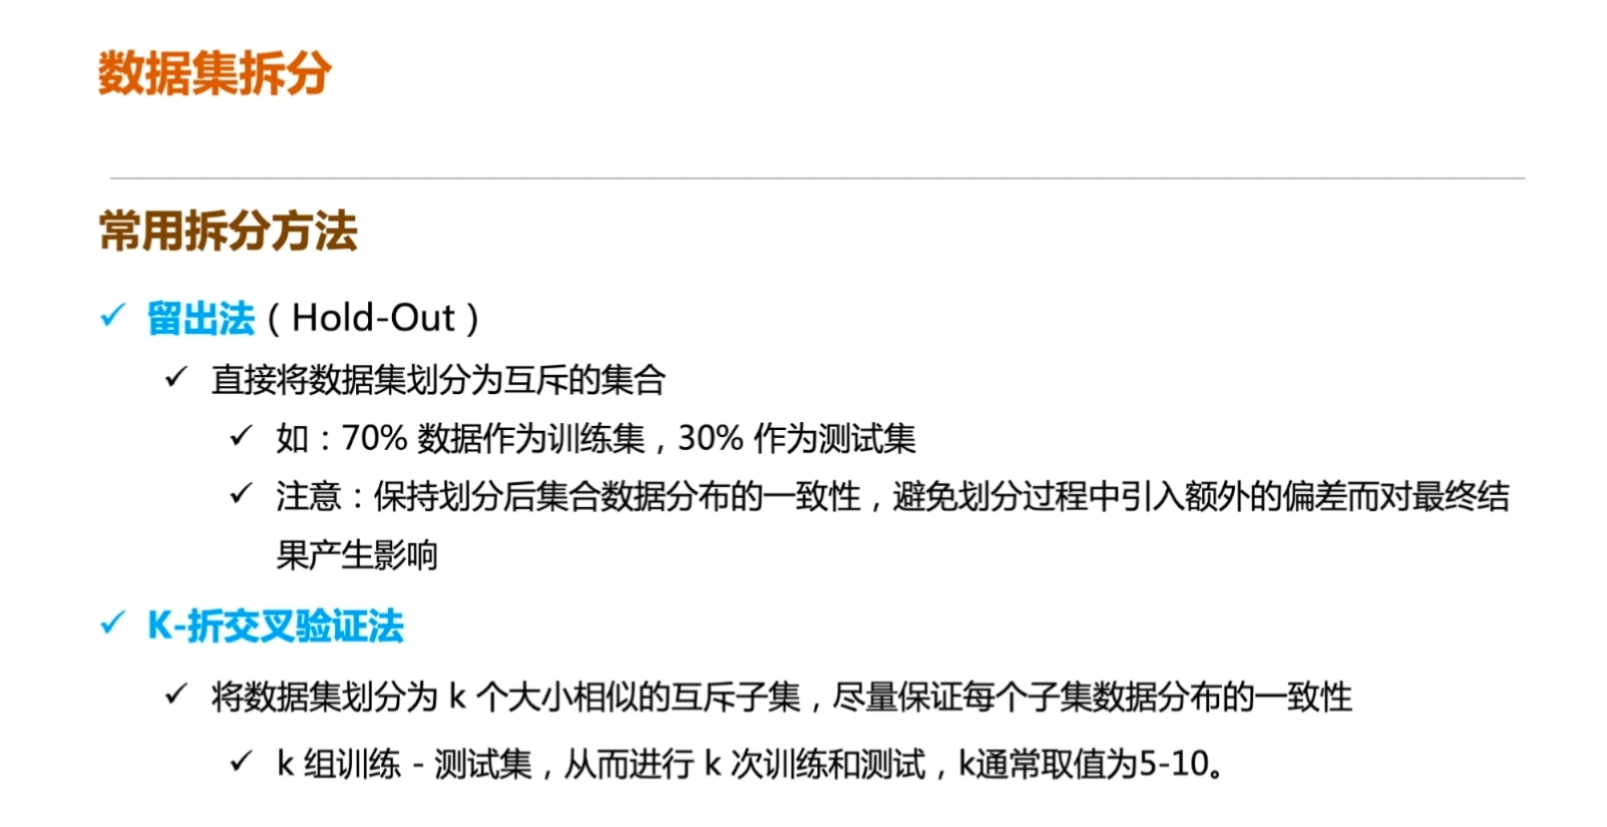 数据集拆分
常用拆分方法
✓ 留出法（Hold-Out）
✓ 直接将数据集划分为互斥的集合
✓ 如：70% 数据作为训练集，30% 作为测试集
✓ 注意：保持划分后集合数据分布的一致性，避免划分过程中引入额外的偏差而对最终结
果产生影响
✓ K-折交叉验证法
✓ 将数据集划分为 k 个大小相似的互斥子集，尽量保证每个子集数据分布的一致性
✓ k 组训练 - 测试集，从而进行 k 次训练和测试，k通常取值为5-10。